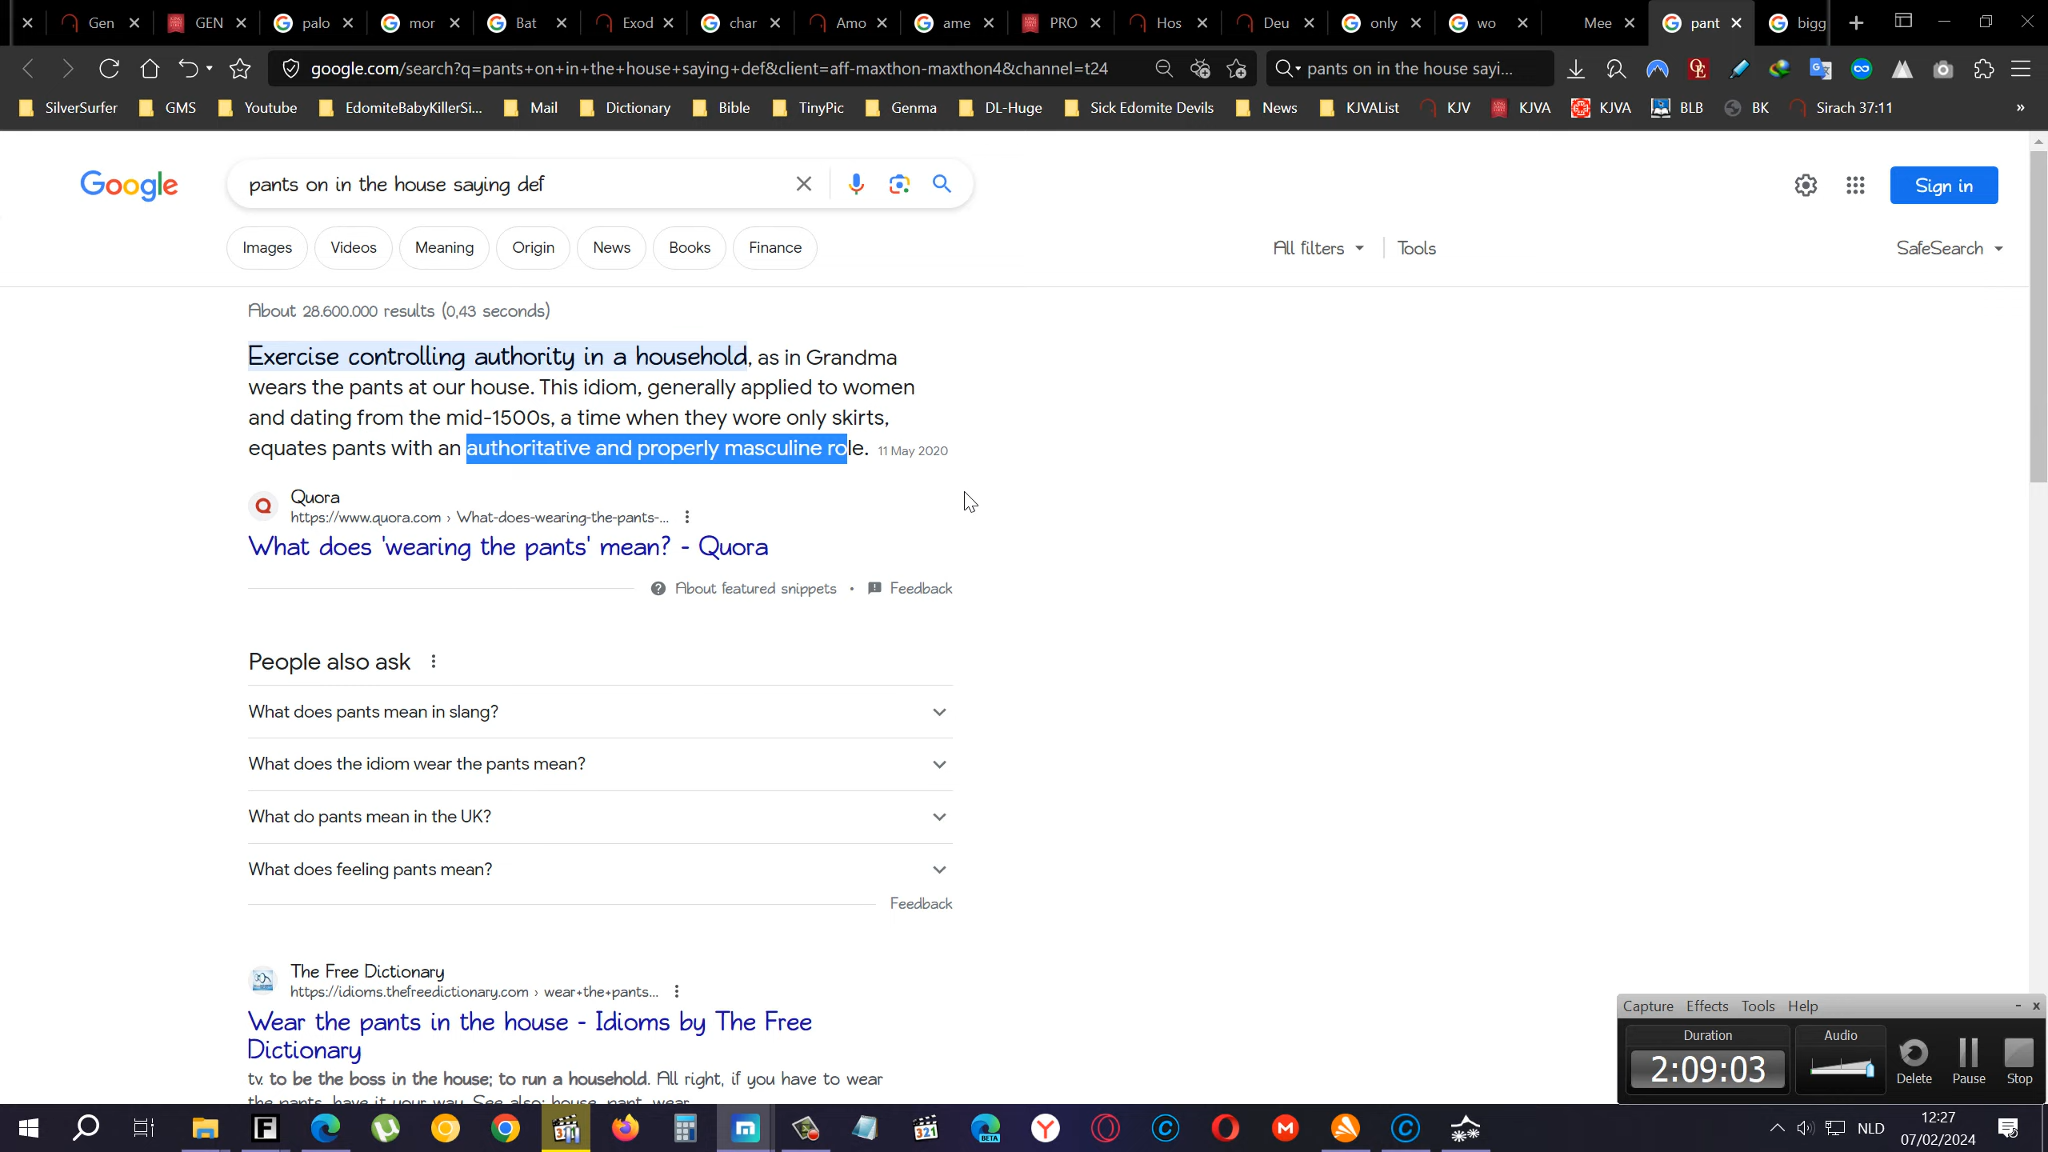 Gen GEN palo mor Bat Exod char Amo ame PRO Hos Deu only wo Mee pant bigg
google.com/search?q=pants+on+in+the+house+saying+def&client=aff-maxthon-maxthon4&channel=t24
pants on in the house sayi...
SilverSurfer GMS Youtube EdomiteBabyKillerSi... Mail Dictionary Bible TinyPic Genma DL-Huge Sick Edomite Devils News KJVAList KJV KJVA KJVA BLB BK Sirach 37:11 »
Google
pants on in the house saying def
Sign in
Images Videos Meaning Origin News Books Finance
All filters Tools SafeSearch
About 28.600.000 results (0,43 seconds)
Exercise controlling authority in a household, as in Grandma
wears the pants at our house. This idiom, generally applied to women
and dating from the mid-1500s, a time when they wore only skirts,
equates pants with an authoritative and properly masculine role. 11 May 2020
Quora
https://www.quora.com › What-does-wearing-the-pants-...
What does 'wearing the pants' mean? - Quora
About featured snippets • Feedback
People also ask
What does pants mean in slang?
What does the idiom wear the pants mean?
What do pants mean in the UK?
What does feeling pants mean?
Feedback
The Free Dictionary
https://idioms.thefreedictionary.com › wear+the+pants...
Wear the pants in the house - Idioms by The Free
Dictionary
tv. to be the boss in the house; to run a household. All right, if you have to wear
the pants, have it your way. See also: house, pant, wear.
Capture Effects Tools Help
Duration Audio
2:09:03
Delete Pause Stop
NLD
12:27
07/02/2024